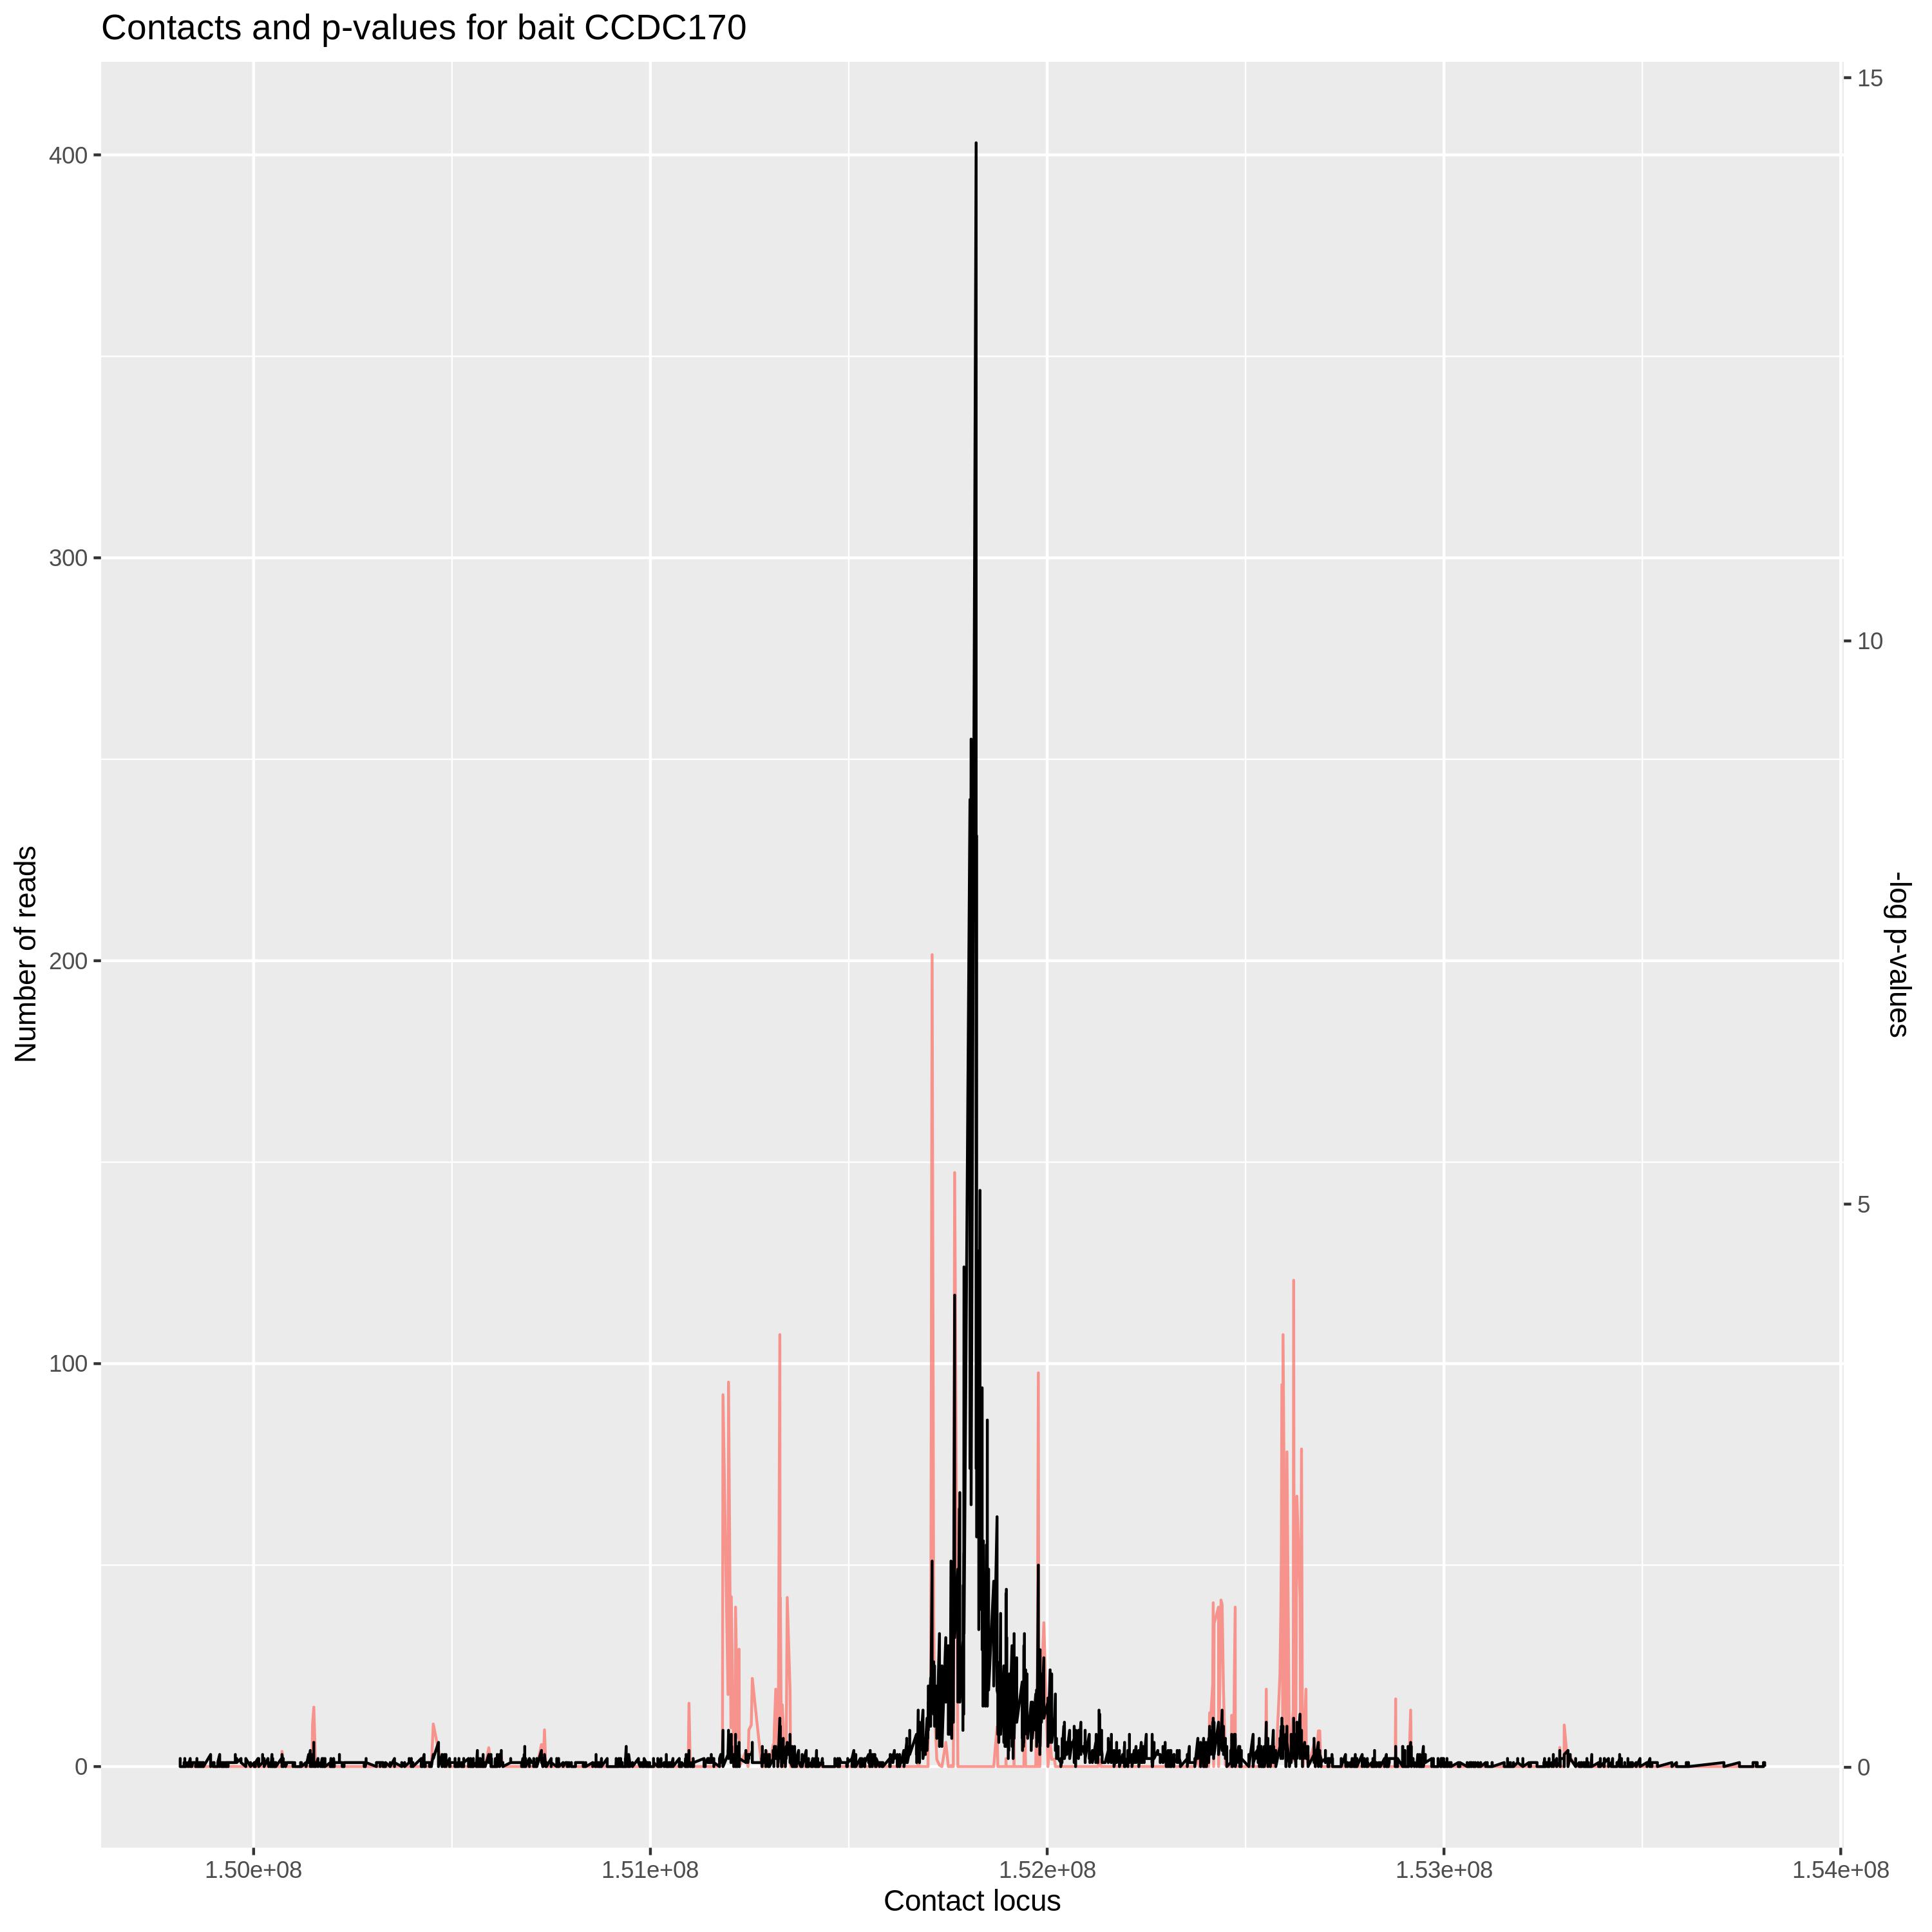 Contacts and p-values for bait CCDC170
15
400
300
10
200
Number of reads
-log p-values
5
100
0
0
1.50e+08
1.51e+08
1.52e+08
1.53e+08
1.54e+08
Contact locus